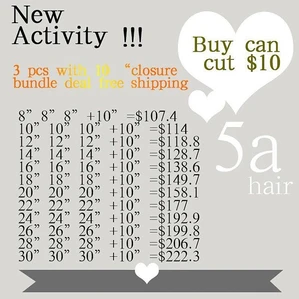 New
Activity !!!
Buy can
cut $10
3 pcs with 10 “closure
bundle deal free shipping
8” 8” 8” +10” =$107.4
10” 10” 10” +10” =$114
12” 12” 12” +10” =$118.8
14” 14” 14” +10” =$128.7
16” 16” 16” +10” =$138.6
18” 18” 18” +10” =$149.7
20” 20” 20” +10” =$158.1
22” 22” 22” +10” =$177
24” 24” 24” +10” =$192.9
26” 26” 26” +10” =$199.8
28” 28” 28” +10” =$206.7
30” 30” 30” +10” =$222.3
5a
hair